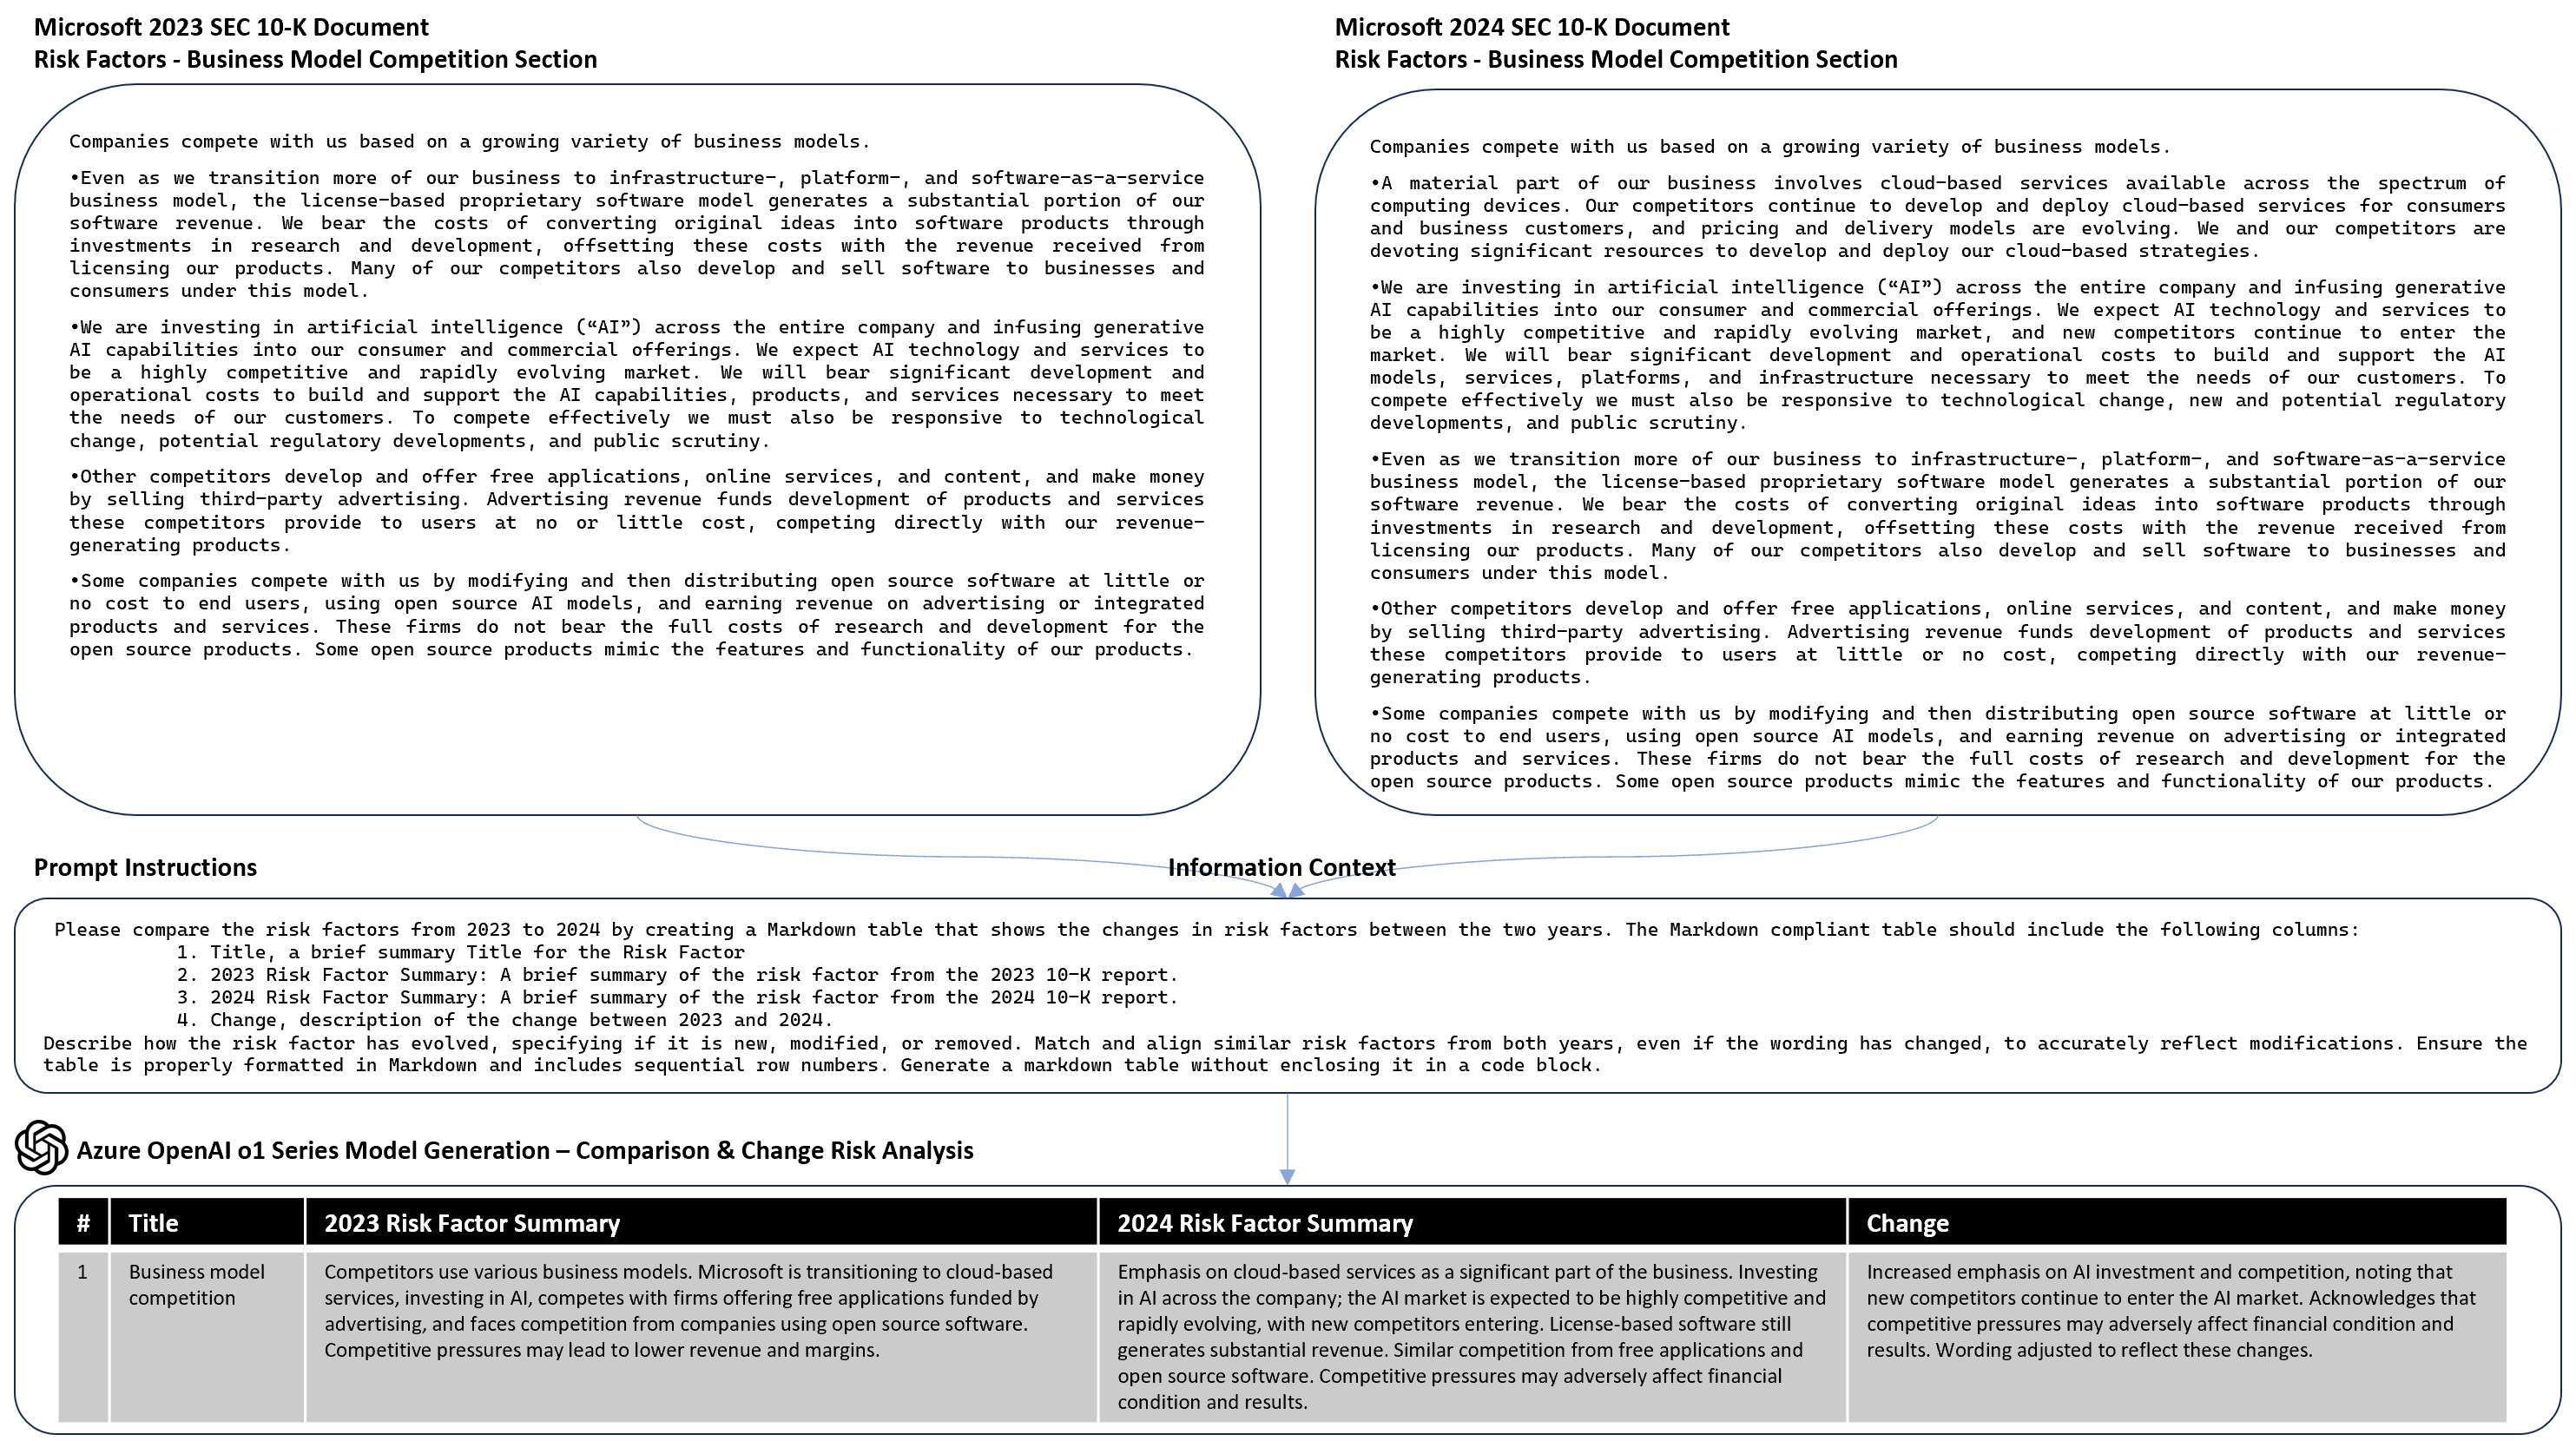 Microsoft 2023 SEC 10-K Document
Risk Factors - Business Model Competition Section
Companies compete with us based on a growing variety of business models.
•Even as we transition more of our business to infrastructure-, platform-, and software-as-a-service
business model, the license-based proprietary software model generates a substantial portion of our
software revenue. We bear the costs of converting original ideas into software products through
investments in research and development, offsetting these costs with the revenue received from
licensing our products. Many of our competitors also develop and sell software to businesses and
consumers under this model.
•We are investing in artificial intelligence (“AI”) across the entire company and infusing generative
AI capabilities into our consumer and commercial offerings. We expect AI technology and services to
be a highly competitive and rapidly evolving market. We will bear significant development and
operational costs to build and support the AI capabilities, products, and services necessary to meet
the needs of our customers. To compete effectively we must also be responsive to technological
change, potential regulatory developments, and public scrutiny.
•Other competitors develop and offer free applications, online services, and content, and make money
by selling third-party advertising. Advertising revenue funds development of products and services
these competitors provide to users at no or little cost, competing directly with our revenue-
generating products.
•Some companies compete with us by modifying and then distributing open source software at little or
no cost to end users, using open source AI models, and earning revenue on advertising or integrated
products and services. These firms do not bear the full costs of research and development for the
open source products. Some open source products mimic the features and functionality of our products.
Microsoft 2024 SEC 10-K Document
Risk Factors - Business Model Competition Section
Companies compete with us based on a growing variety of business models.
•A material part of our business involves cloud-based services available across the spectrum of
computing devices. Our competitors continue to develop and deploy cloud-based services for consumers
and business customers, and pricing and delivery models are evolving. We and our competitors are
devoting significant resources to develop and deploy our cloud-based strategies.
•We are investing in artificial intelligence (“AI”) across the entire company and infusing generative
AI capabilities into our consumer and commercial offerings. We expect AI technology and services to
be a highly competitive and rapidly evolving market, and new competitors continue to enter the
market. We will bear significant development and operational costs to build and support the AI
models, services, platforms, and infrastructure necessary to meet the needs of our customers. To
compete effectively we must also be responsive to technological change, new and potential regulatory
developments, and public scrutiny.
•Even as we transition more of our business to infrastructure-, platform-, and software-as-a-service
business model, the license-based proprietary software model generates a substantial portion of our
software revenue. We bear the costs of converting original ideas into software products through
investments in research and development, offsetting these costs with the revenue received from
licensing our products. Many of our competitors also develop and sell software to businesses and
consumers under this model.
•Other competitors develop and offer free applications, online services, and content, and make money
by selling third-party advertising. Advertising revenue funds development of products and services
these competitors provide to users at little or no cost, competing directly with our revenue-
generating products.
•Some companies compete with us by modifying and then distributing open source software at little or
no cost to end users, using open source AI models, and earning revenue on advertising or integrated
products and services. These firms do not bear the full costs of research and development for the
open source products. Some open source products mimic the features and functionality of our products.
Prompt Instructions
Information Context
Please compare the risk factors from 2023 to 2024 by creating a Markdown table that shows the changes in risk factors between the two years. The Markdown compliant table should include the following columns:
1. Title, a brief summary Title for the Risk Factor
2. 2023 Risk Factor Summary: A brief summary of the risk factor from the 2023 10-K report.
3. 2024 Risk Factor Summary: A brief summary of the risk factor from the 2024 10-K report.
4. Change, description of the change between 2023 and 2024.
Describe how the risk factor has evolved, specifying if it is new, modified, or removed. Match and align similar risk factors from both years, even if the wording has changed, to accurately reflect modifications. Ensure the
table is properly formatted in Markdown and includes sequential row numbers. Generate a markdown table without enclosing it in a code block.
Azure OpenAI o1 Series Model Generation – Comparison & Change Risk Analysis
#
Title
2023 Risk Factor Summary
2024 Risk Factor Summary
Change
1
Business model
competition
Competitors use various business models. Microsoft is transitioning to cloud-based
services, investing in AI, competes with firms offering free applications funded by
advertising, and faces competition from companies using open source software.
Competitive pressures may lead to lower revenue and margins.
Emphasis on cloud-based services as a significant part of the business. Investing
in AI across the company; the AI market is expected to be highly competitive and
rapidly evolving, with new competitors entering. License-based software still
generates substantial revenue. Similar competition from free applications and
open source software. Competitive pressures may adversely affect financial
condition and results.
Increased emphasis on AI investment and competition, noting that
new competitors continue to enter the AI market. Acknowledges that
competitive pressures may adversely affect financial condition and
results. Wording adjusted to reflect these changes.